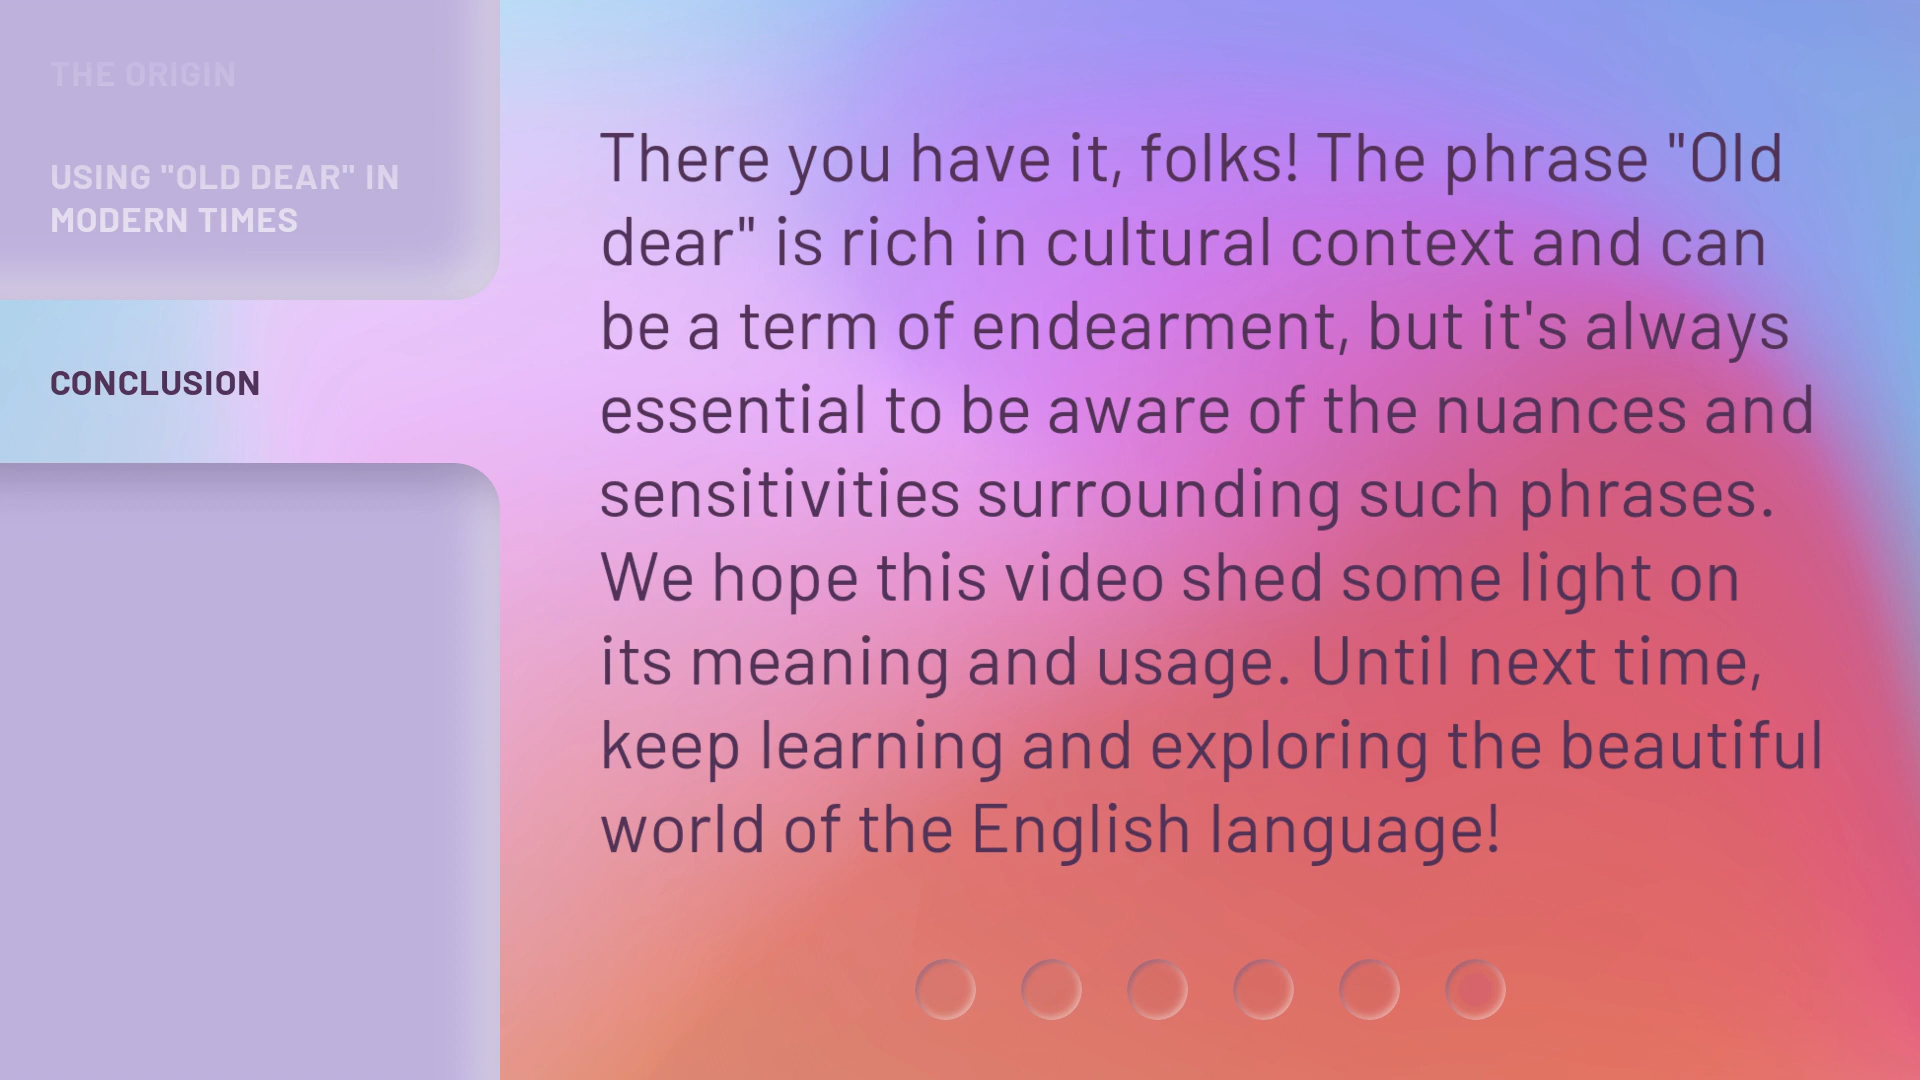 THE ORIGIN
USING "OLD DEAR" IN
MODERN TIMES
CONCLUSION
There you have it, folks! The phrase "Old
dear" is rich in cultural context and can
be a term of endearment, but it's always
essential to be aware of the nuances and
sensitivities surrounding such phrases.
We hope this video shed some light on
its meaning and usage. Until next time,
keep learning and exploring the beautiful
world of the English language!